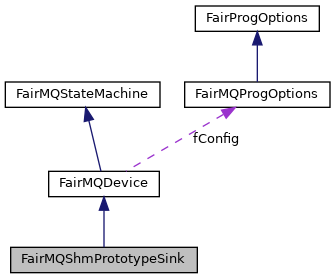 FairProgOptions
FairMQStateMachine
FairMQProgOptions
fConfig
FairMQDevice
FairMQShmPrototypeSink